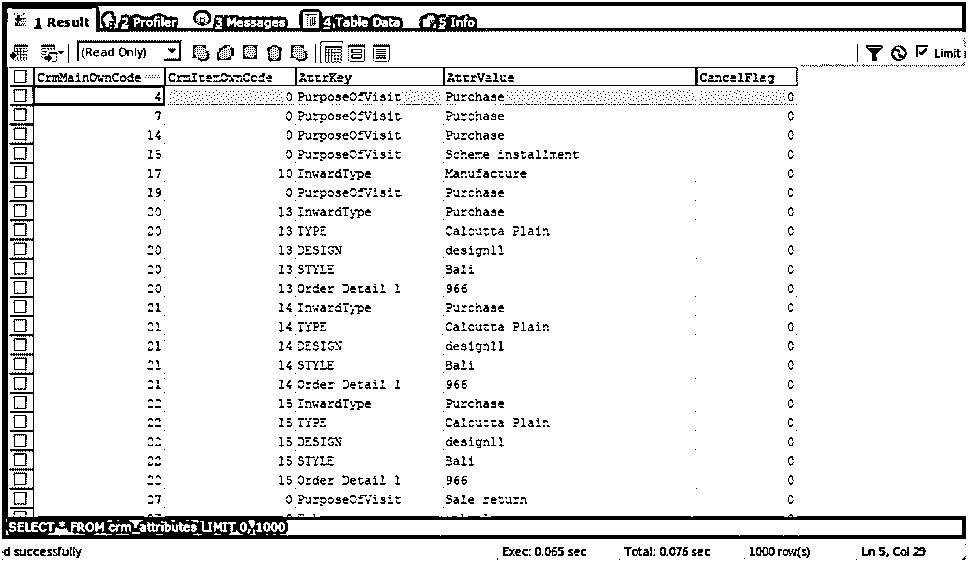 1 Result 2 Profiler 3 Messages 4 Table Data 5 Info
(Read Only) Limit
CrmMainOwnCode CrmItemOwnCode AttrKey AttrValue CancelFlag
4 0 PurposeOfVisit Purchase 0
7 0 PurposeOfVisit Purchase 0
14 0 PurposeOfVisit Purchase 0
15 0 PurposeOfVisit Scheme installment 0
17 10 InwardType Manufacture 0
19 0 PurposeOfVisit Purchase 0
20 13 InwardType Purchase 0
20 13 TYPE Calcutta Plain 0
20 13 DESIGN design11 0
20 13 STYLE Bali 0
20 13 Order Detail 1 966 0
21 14 InwardType Purchase 0
21 14 TYPE Calcutta Plain 0
21 14 DESIGN design11 0
21 14 STYLE Bali 0
21 14 Order Detail 1 966 0
22 15 InwardType Purchase 0
22 15 TYPE Calcutta Plain 0
22 15 DESIGN design11 0
22 15 STYLE Bali 0
22 15 Order Detail 1 966 0
27 0 PurposeOfVisit Sale return 0
SELECT * FROM crm_attributes LIMIT 0, 1000
d successfully Exec: 0.065 sec Total: 0.076 sec 1000 row(s) Ln 5, Col 29